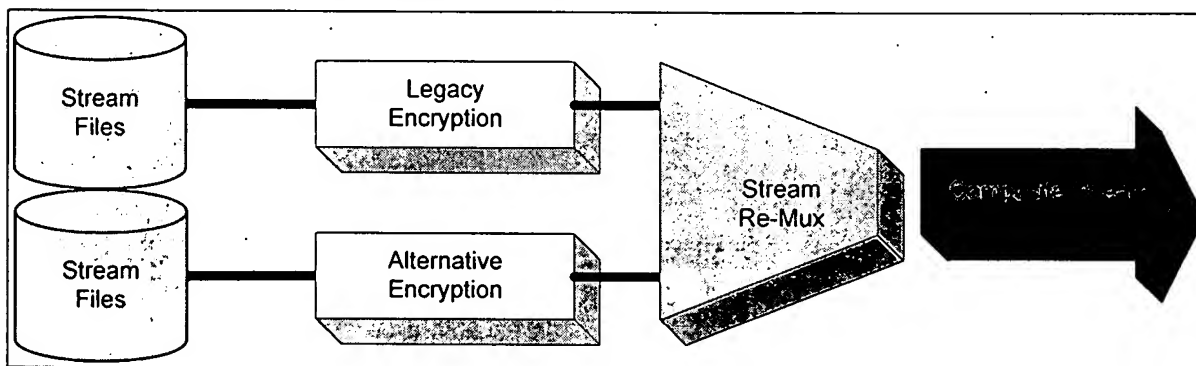 Stream
Files
Legacy
Encryption
Stream
Re-Mux
Stream
Files
Alternative
Encryption